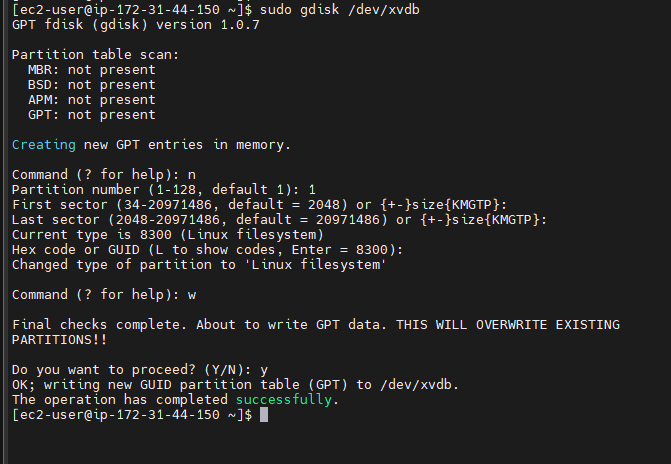 [ec2-user@ip-172-31-44-150 ~]$ sudo gdisk /dev/xvdb
GPT fdisk (gdisk) version 1.0.7
Partition table scan:
  MBR: not present
  BSD: not present
  APM: not present
  GPT: not present
Creating new GPT entries in memory.
Command (? for help): n
Partition number (1-128, default 1): 1
First sector (34-20971486, default = 2048) or {+-}size{KMGTP}:
Last sector (2048-20971486, default = 20971486) or {+-}size{KMGTP}:
Current type is 8300 (Linux filesystem)
Hex code or GUID (L to show codes, Enter = 8300):
Changed type of partition to 'Linux filesystem'
Command (? for help): w
Final checks complete. About to write GPT data. THIS WILL OVERWRITE EXISTING
PARTITIONS!!
Do you want to proceed? (Y/N): y
OK; writing new GUID partition table (GPT) to /dev/xvdb.
The operation has completed successfully.
[ec2-user@ip-172-31-44-150 ~]$